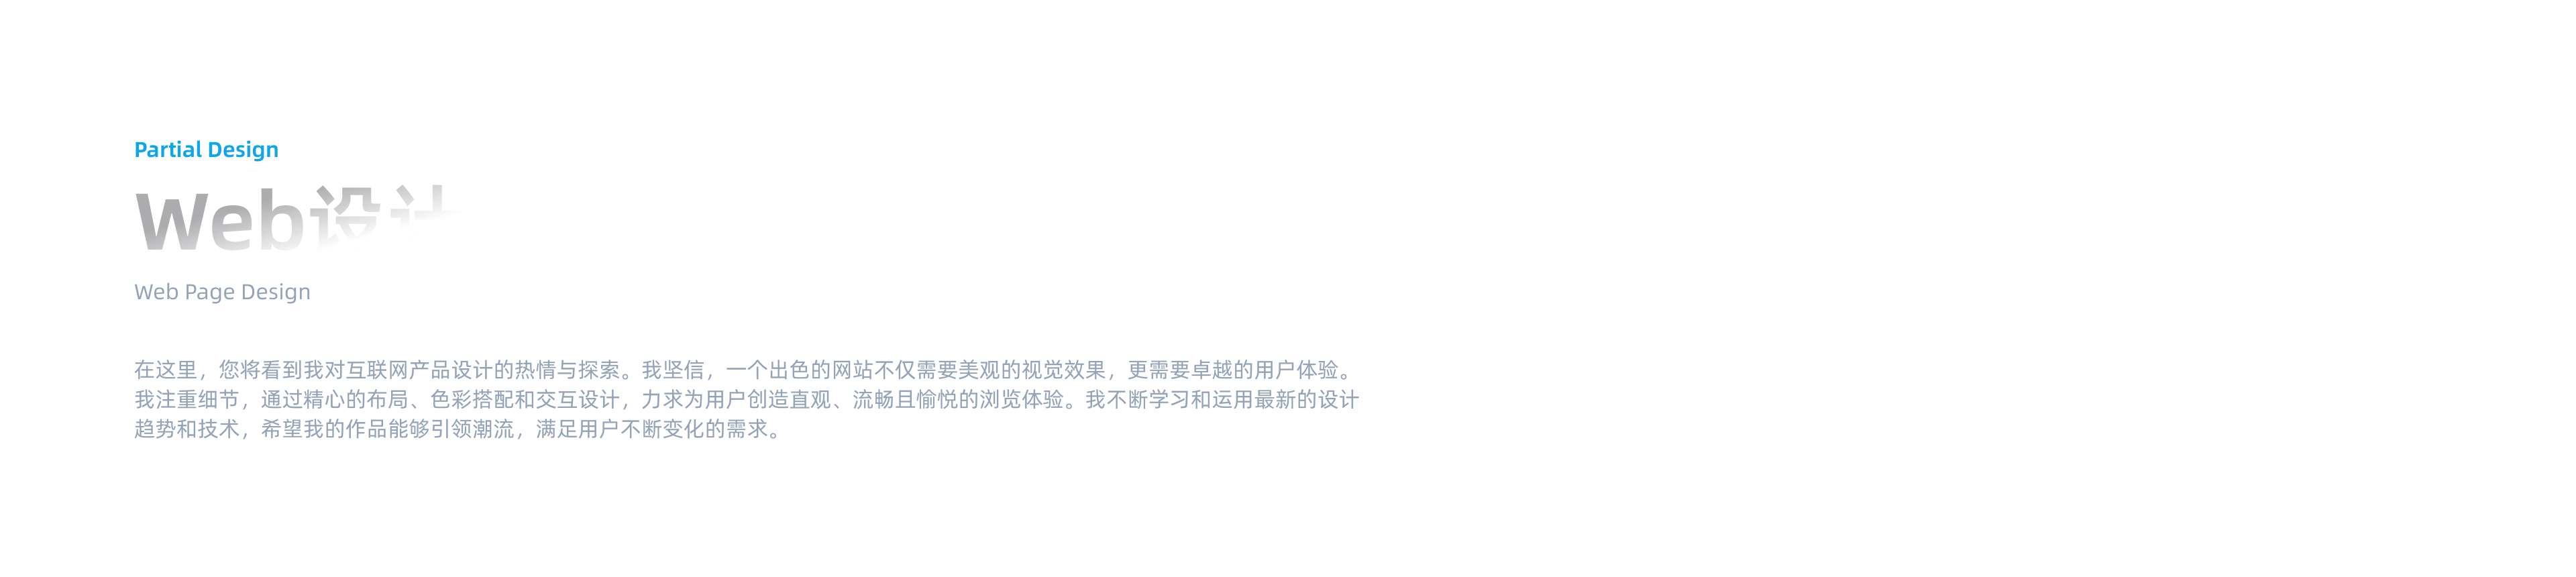 Partial Design
Web设计
Web Page Design
在这里，您将看到我对互联网产品设计的热情与探索。我坚信，一个出色的网站不仅需要美观的视觉效果，更需要卓越的用户体验。
我注重细节，通过精心的布局、色彩搭配和交互设计，力求为用户创造直观、流畅且愉悦的浏览体验。我不断学习和运用最新的设计
趋势和技术，希望我的作品能够引领潮流，满足用户不断变化的需求。